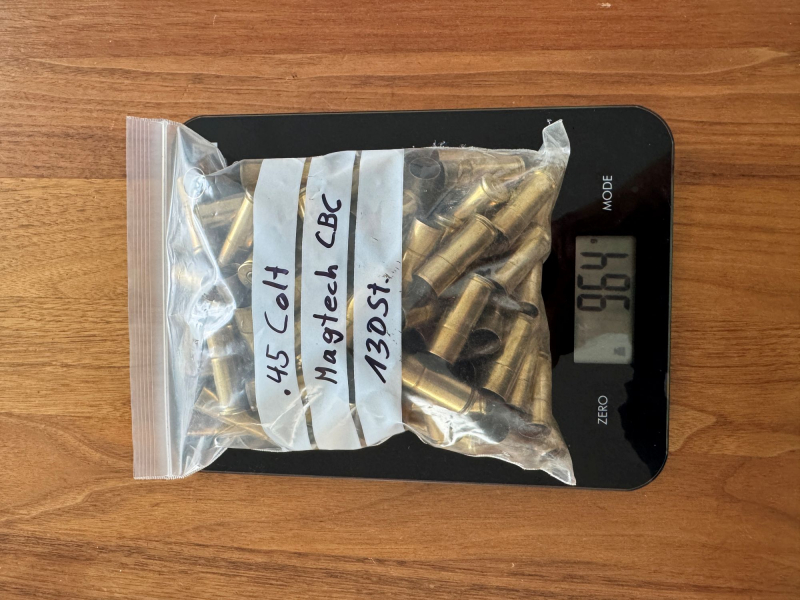 .45 Colt
Magtech CBC
130St.
MODE
964
ZERO